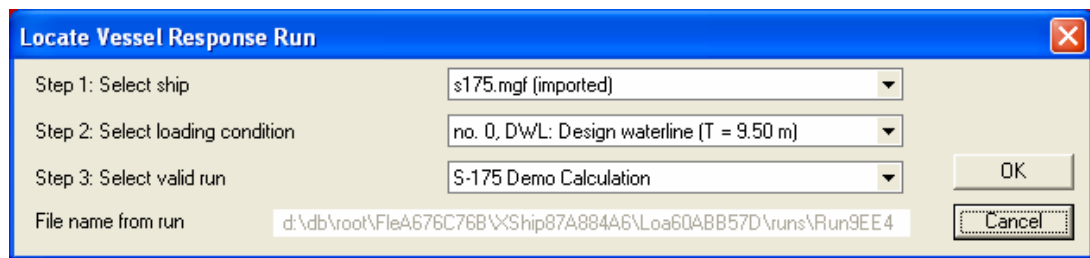 Locate Vessel Response Run
Step 1: Select ship s175.mgf (imported)
Step 2: Select loading condition no. 0, DWL: Design waterline (T = 9.50 m)
Step 3: Select valid run S-175 Demo Calculation OK
File name from run d:\db\root\FleA676C76B\XShip87A884A6\Loa60ABB57D\runs\Run9EE4 Cancel